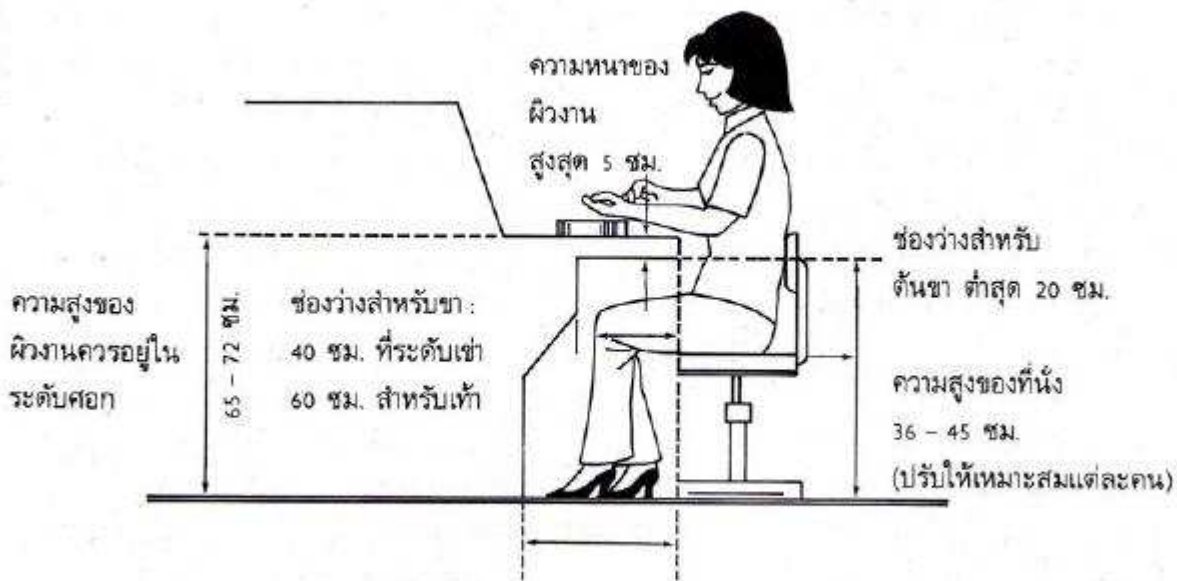 ความหนาของ
ผิวงาน
สูงสุด 5 ซม.
ช่องว่างสำหรับ
ต้นขา ต่ำสุด 20 ซม.
ความสูงของ
ผิวงานควรอยู่ใน
ระดับศอก
65 – 72 ซม.
ช่องว่างสำหรับขา :
40 ซม. ที่ระดับเข่า
60 ซม. สำหรับเท้า
ความสูงของที่นั่ง
36 – 45 ซม.
(ปรับให้เหมาะสมแต่ละคน)